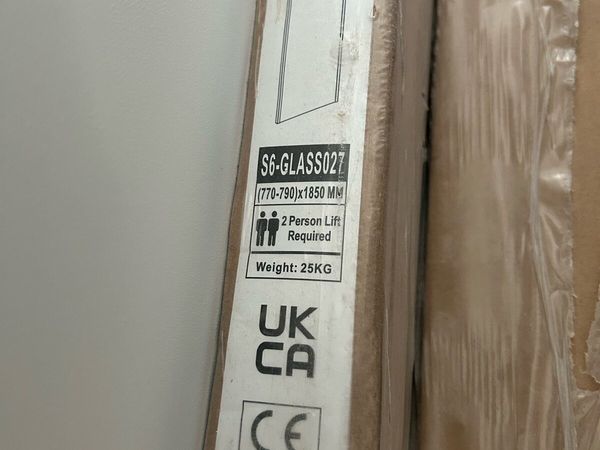 S6-GLASS027
(770-790)x1850 MM
2 Person Lift
Required
Weight: 25KG
UK
CA
CE